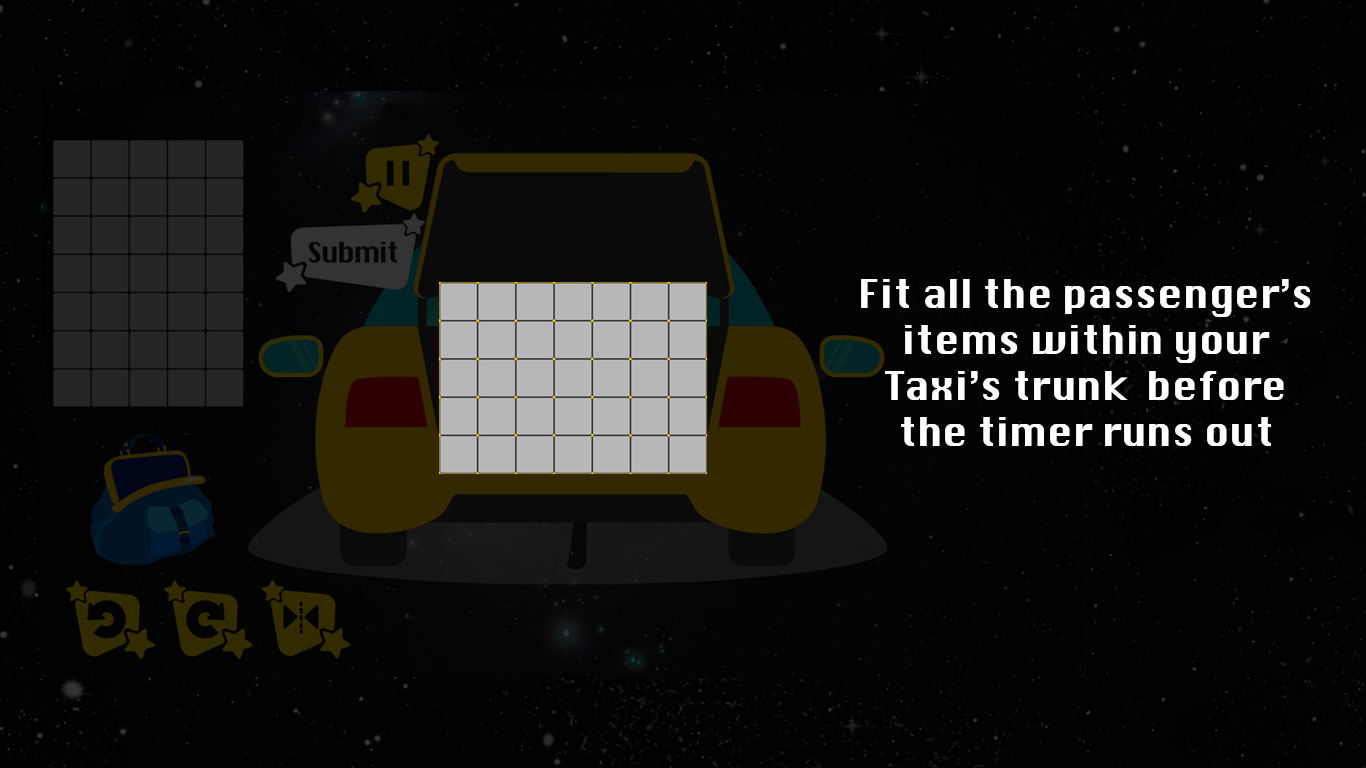 Submit
Fit all the passenger's
items within your
Taxi's trunk before
the timer runs out